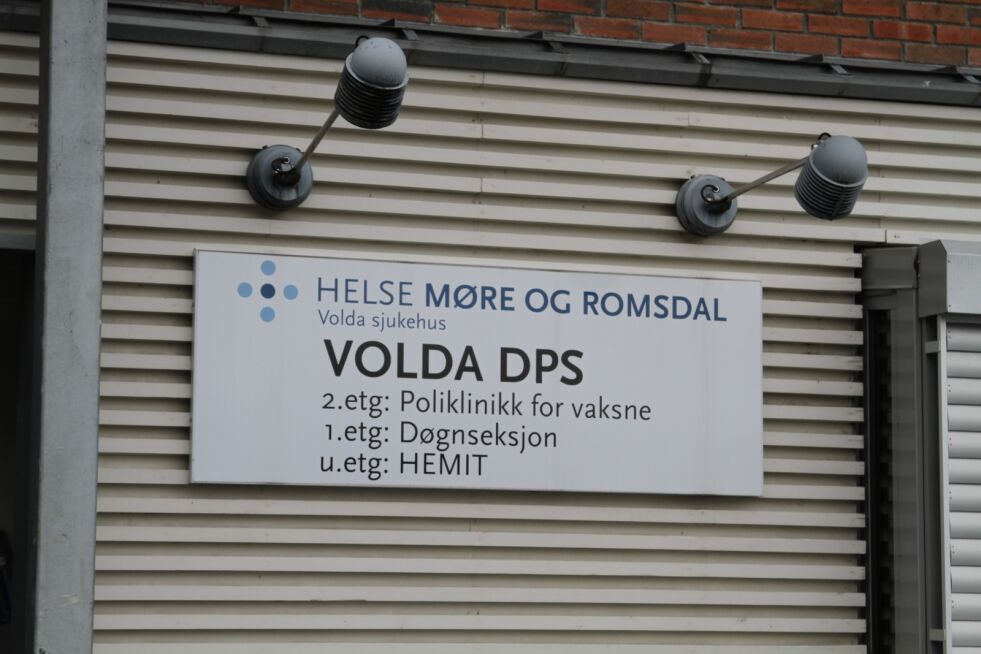 HELSE MØRE OG ROMSDAL
Volda sjukehus
VOLDA DPS
2.etg: Poliklinikk for vaksne
1.etg: Døgnseksjon
u.etg: HEMIT